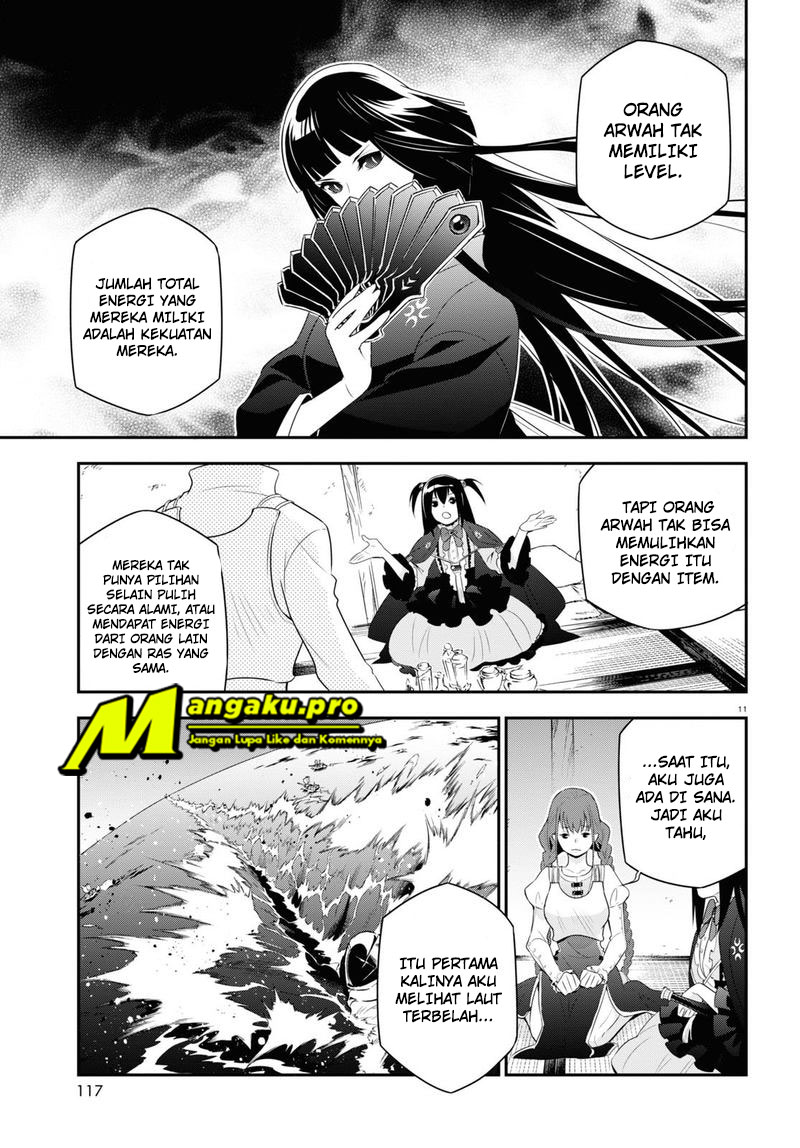 ORANG
ARWAH TAK
MEMILIKI
LEVEL.
JUMLAH TOTAL
ENERGI YANG
MEREKA MILIKI
ADALAH KEKUATAN
MEREKA.
TAPI ORANG
ARWAH TAK BISA
MEMULIHKAN
ENERGI ITU
DENGAN ITEM.
MEREKA TAK
PUNYA PILIHAN
SELAIN PULIH
SECARA ALAMI, ATAU
MENDAPAT ENERGI
DARI ORANG LAIN
DENGAN RAS YANG
SAMA.
11
Mangaku.pro
Jangan Lupa Like dan Komennya
...SAAT ITU,
AKU JUGA
ADA DI SANA.
JADI AKU
TAHU,
ITU PERTAMA
KALINYA AKU
MELIHAT LAUT
TERBELAH...
117